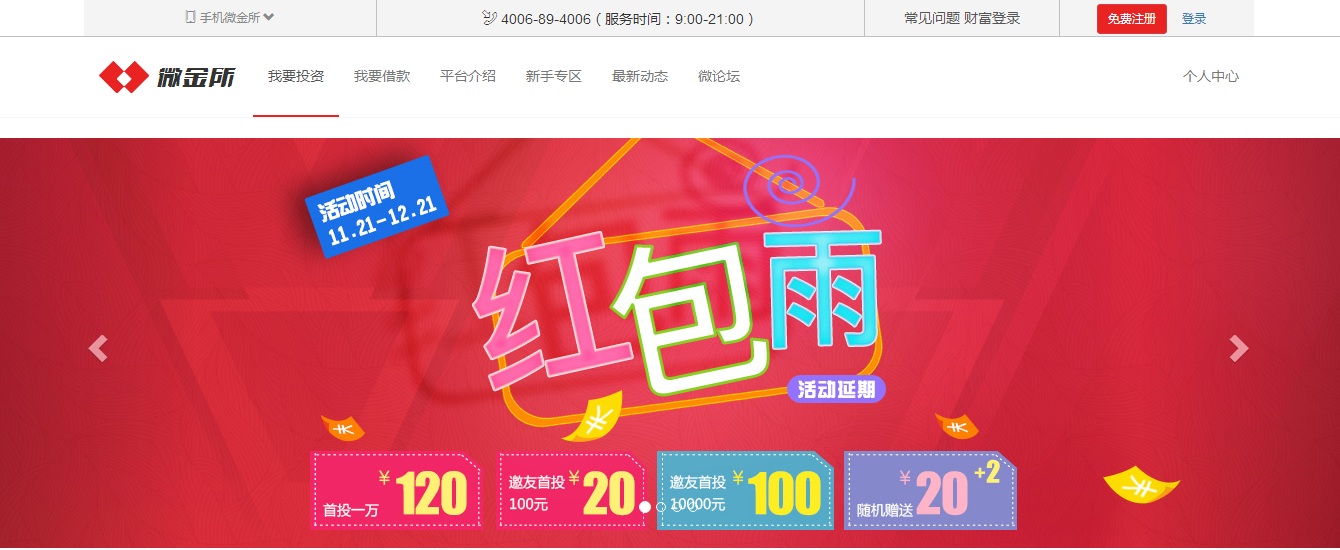 手机微金所
4006-89-4006 ( 服务时间：9:00-21:00 )
常见问题 财富登录
免费注册
登录
微金所
我要投资
我要借款
平台介绍
新手专区
最新动态
微论坛
个人中心
活动时间
11.21-12.21
红包雨
活动延期
首投一万
￥120
邀友首投
100元
￥20
邀友首投
10000元
￥100
随机赠送
￥20+2